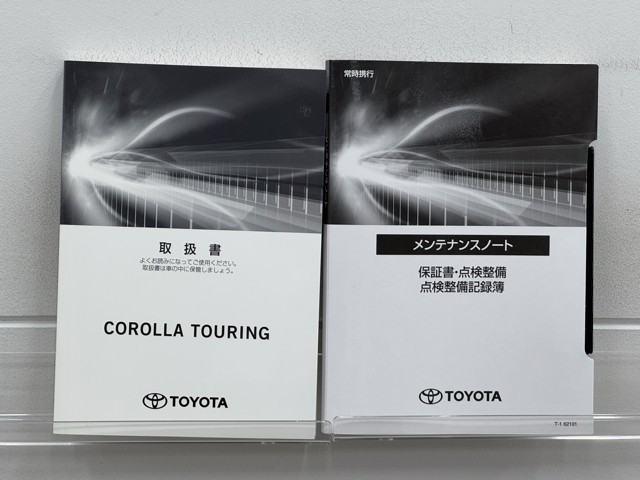 取扱書
よくお読みになってご使用ください。
取扱書は車の中に保管しましょう。
COROLLA TOURING
TOYOTA
常時携行
メンテナンスノート
保証書・点検整備
点検整備記録簿
TOYOTA
T-1 62101